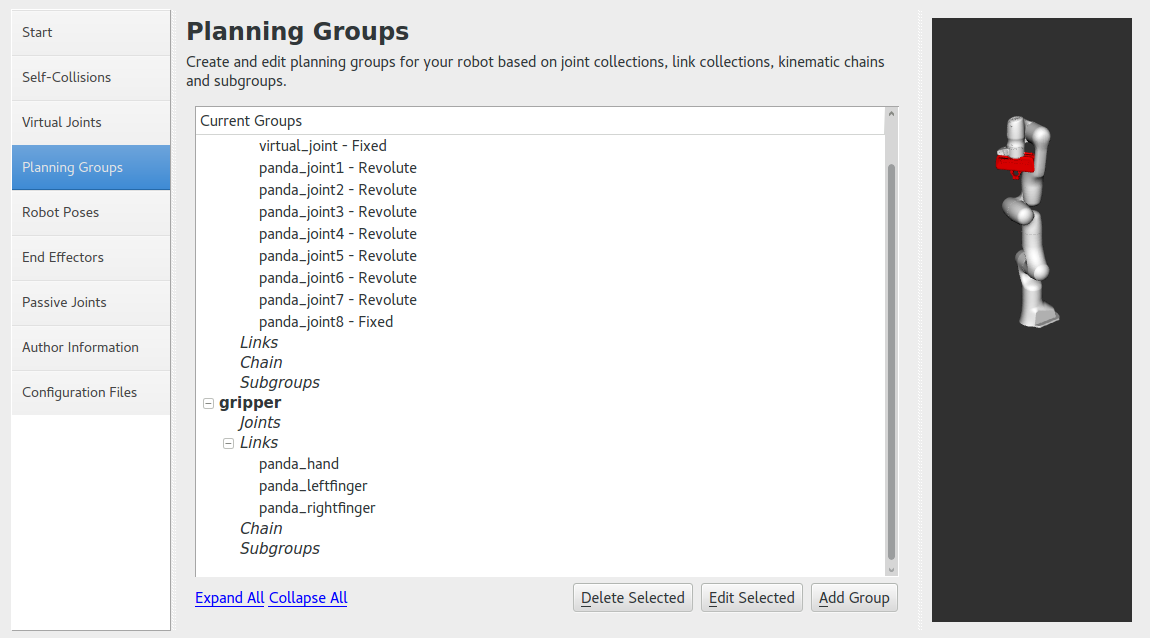 Start
Self-Collisions
Virtual Joints
Planning Groups
Robot Poses
End Effectors
Passive Joints
Author Information
Configuration Files
Planning Groups
Create and edit planning groups for your robot based on joint collections, link collections, kinematic chains
and subgroups.
Current Groups
virtual_joint - Fixed
panda_joint1 - Revolute
panda_joint2 - Revolute
panda_joint3 - Revolute
panda_joint4 - Revolute
panda_joint5 - Revolute
panda_joint6 - Revolute
panda_joint7 - Revolute
panda_joint8 - Fixed
Links
Chain
Subgroups
gripper
Joints
Links
panda_hand
panda_leftfinger
panda_rightfinger
Chain
Subgroups
Expand All Collapse All
Delete Selected
Edit Selected
Add Group